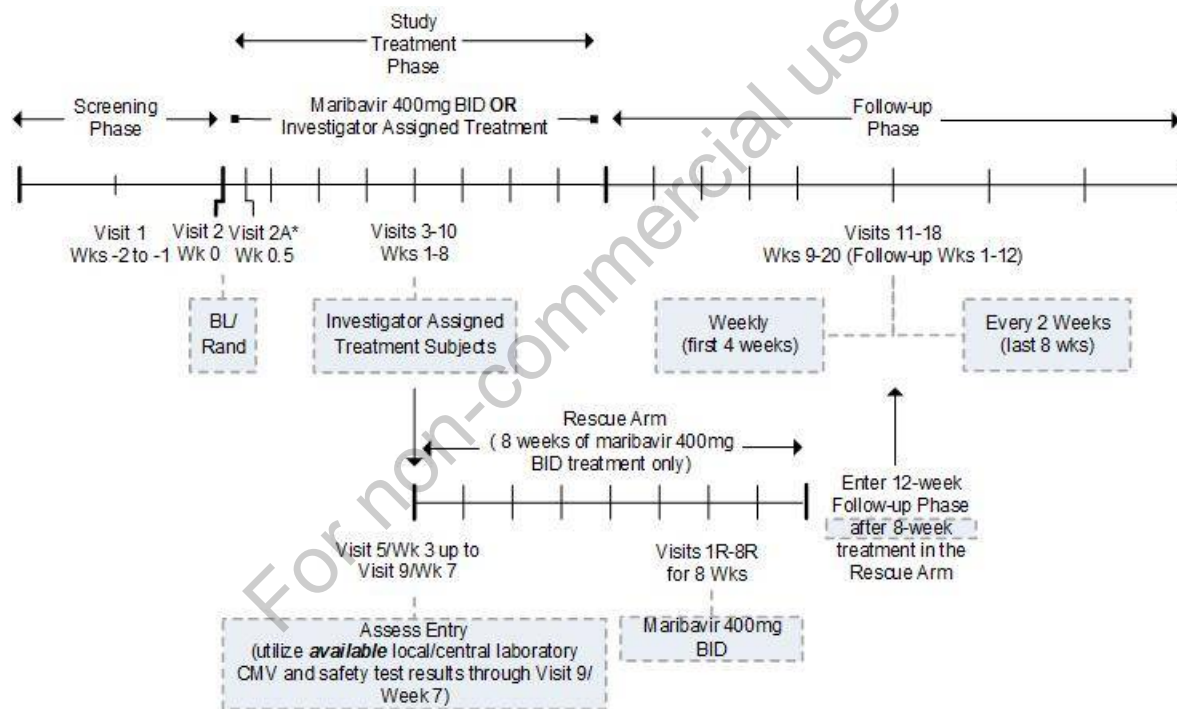 Study
Treatment
Phase
Screening
Phase
Maribavir 400mg BID OR
Investigator Assigned Treatment
Follow-up
Phase
Visit 1
Wks -2 to -1
Visit 2
Wk 0
Visit 2A*
Wk 0.5
Visits 3-10
Wks 1-8
Visits 11-18
Wks 9-20 (Follow-up Wks 1-12)
BL/
Rand
Investigator Assigned
Treatment Subjects
Weekly
(first 4 weeks)
Every 2 Weeks
(last 8 wks)
Rescue Arm
( 8 weeks of maribavir 400mg
BID treatment only)
Enter 12-week
Follow-up Phase
after 8-week
treatment in the
Rescue Arm
Visit 5/Wk 3 up to
Visit 9/Wk 7
Visits 1R-8R
for 8 Wks
Assess Entry
(utilize available local/central laboratory
CMV and safety test results through Visit 9/
Week 7)
Maribavir 400mg
BID
For non-commercial use